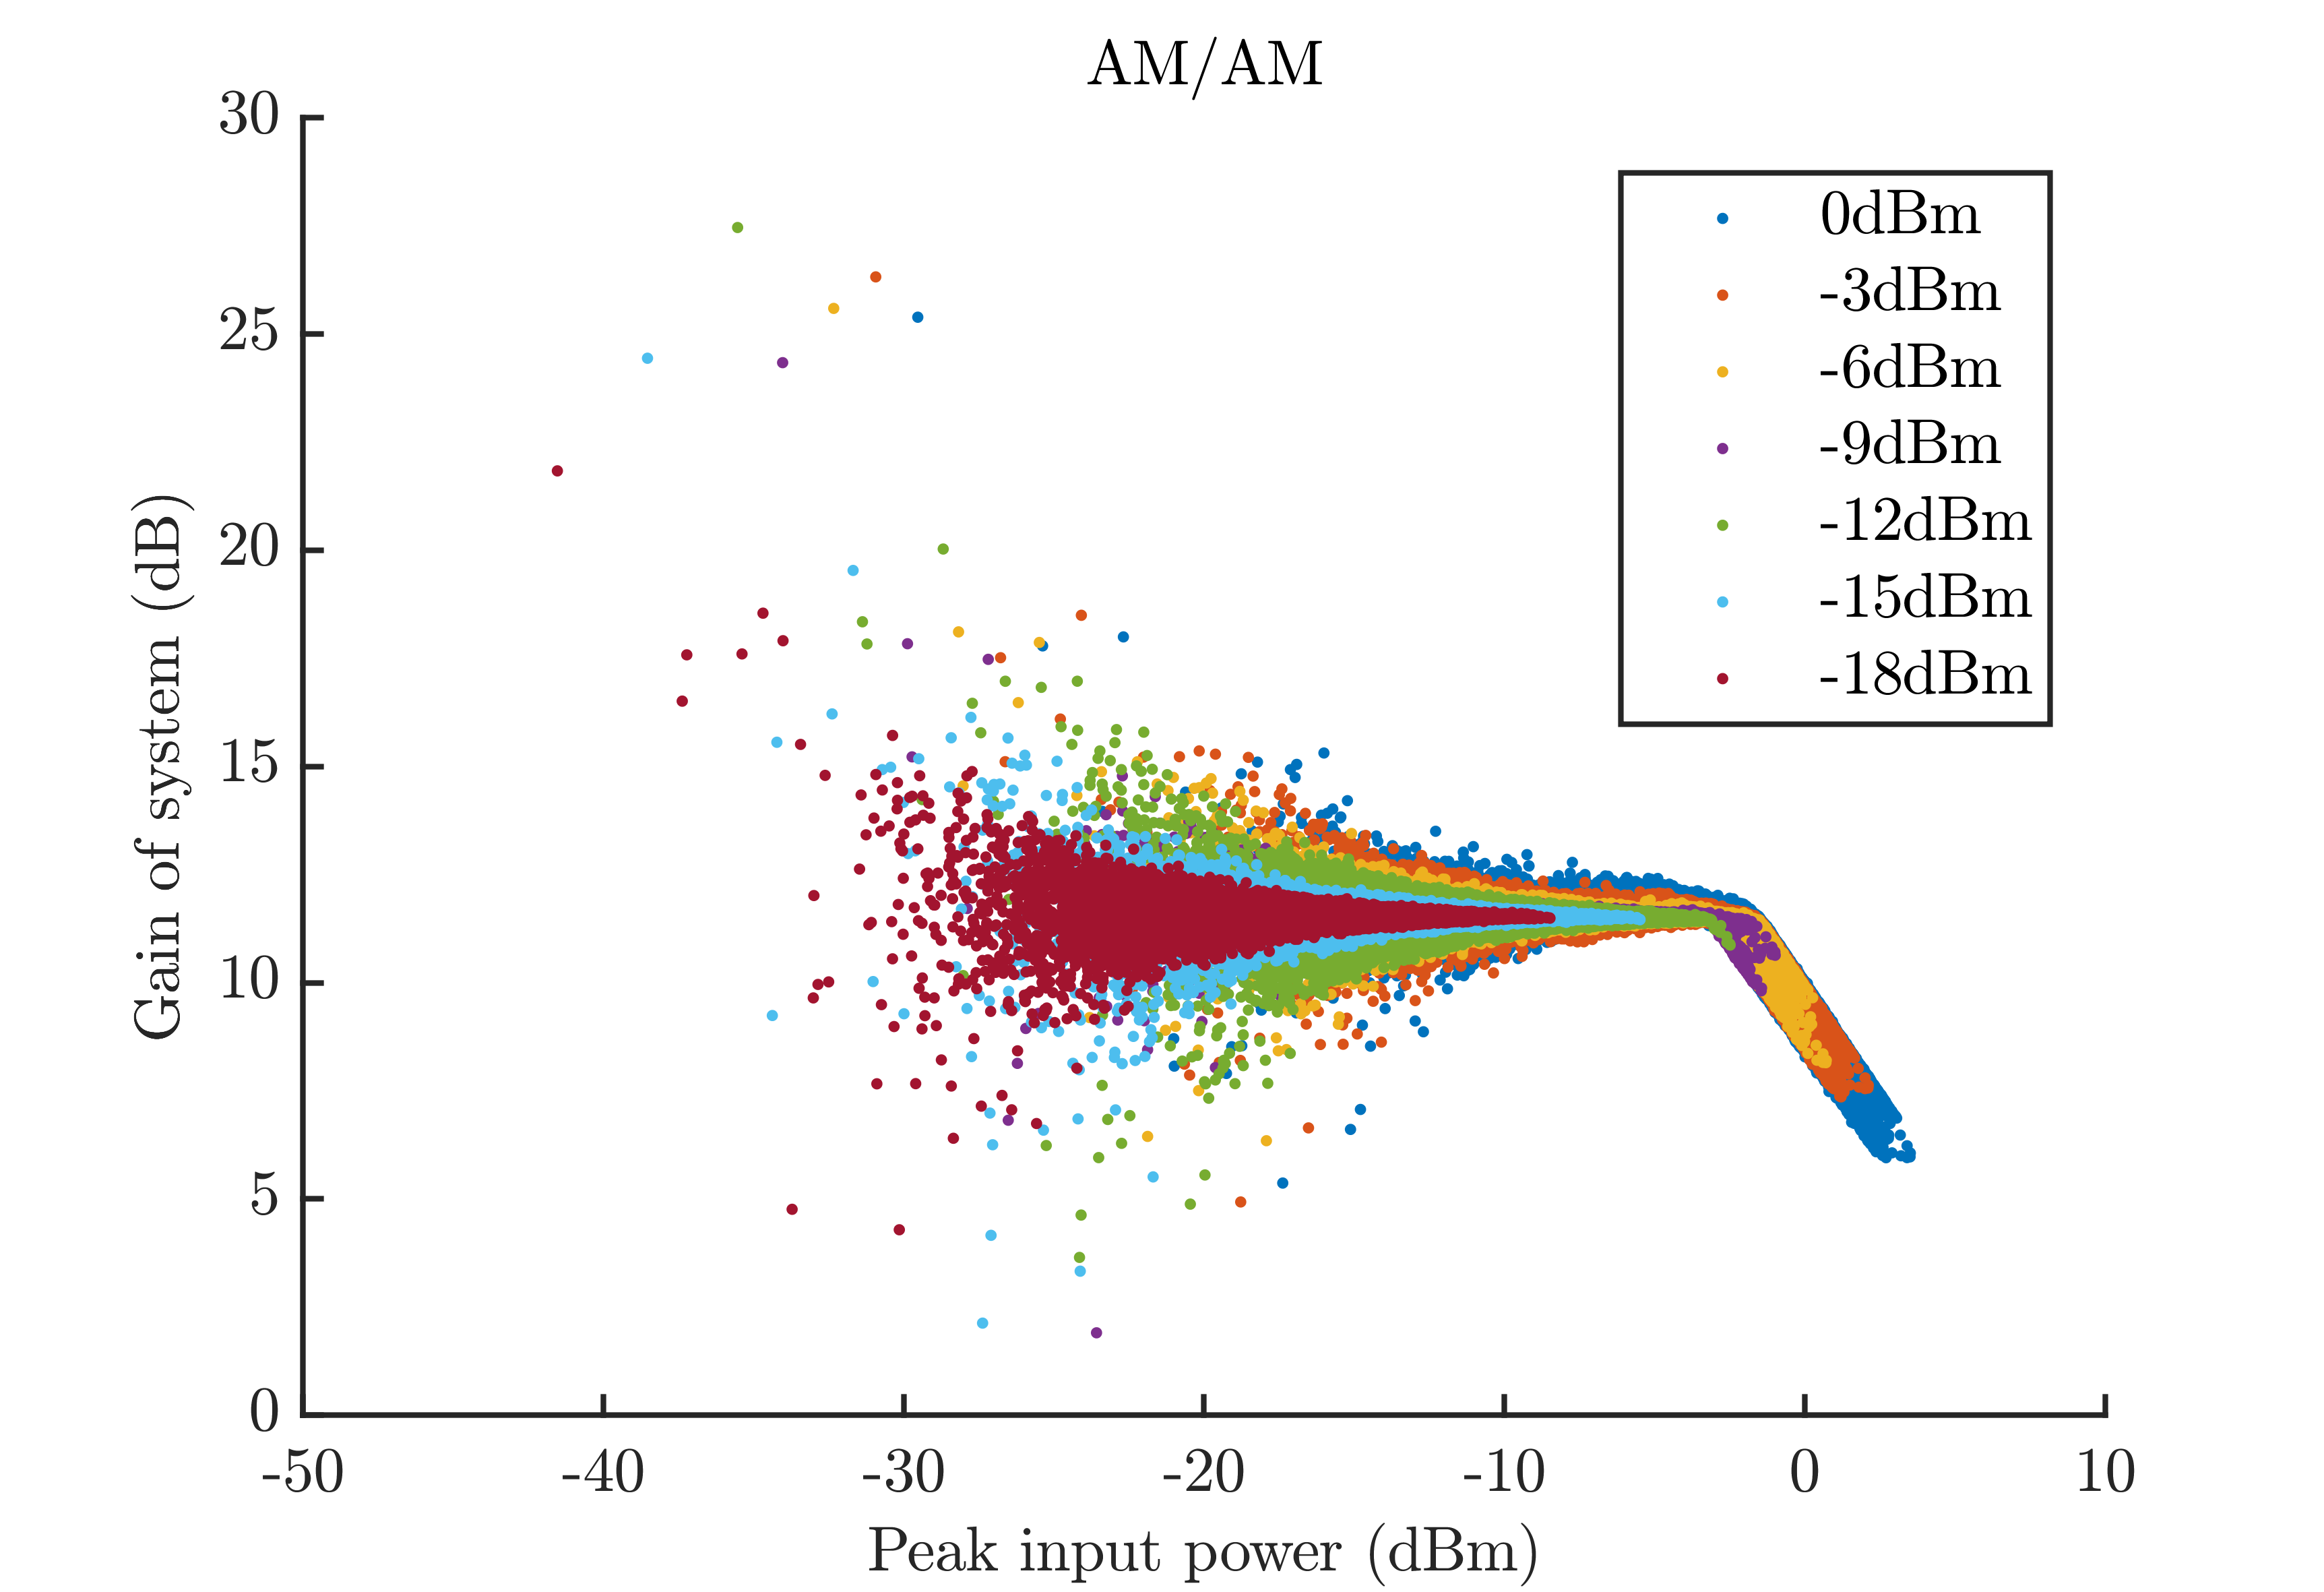 AM/AM
30
25
20
15
10
5
0
Gain of system (dB)
-50 -40 -30 -20 -10 0 10
Peak input power (dBm)
0dBm
-3dBm
-6dBm
-9dBm
-12dBm
-15dBm
-18dBm